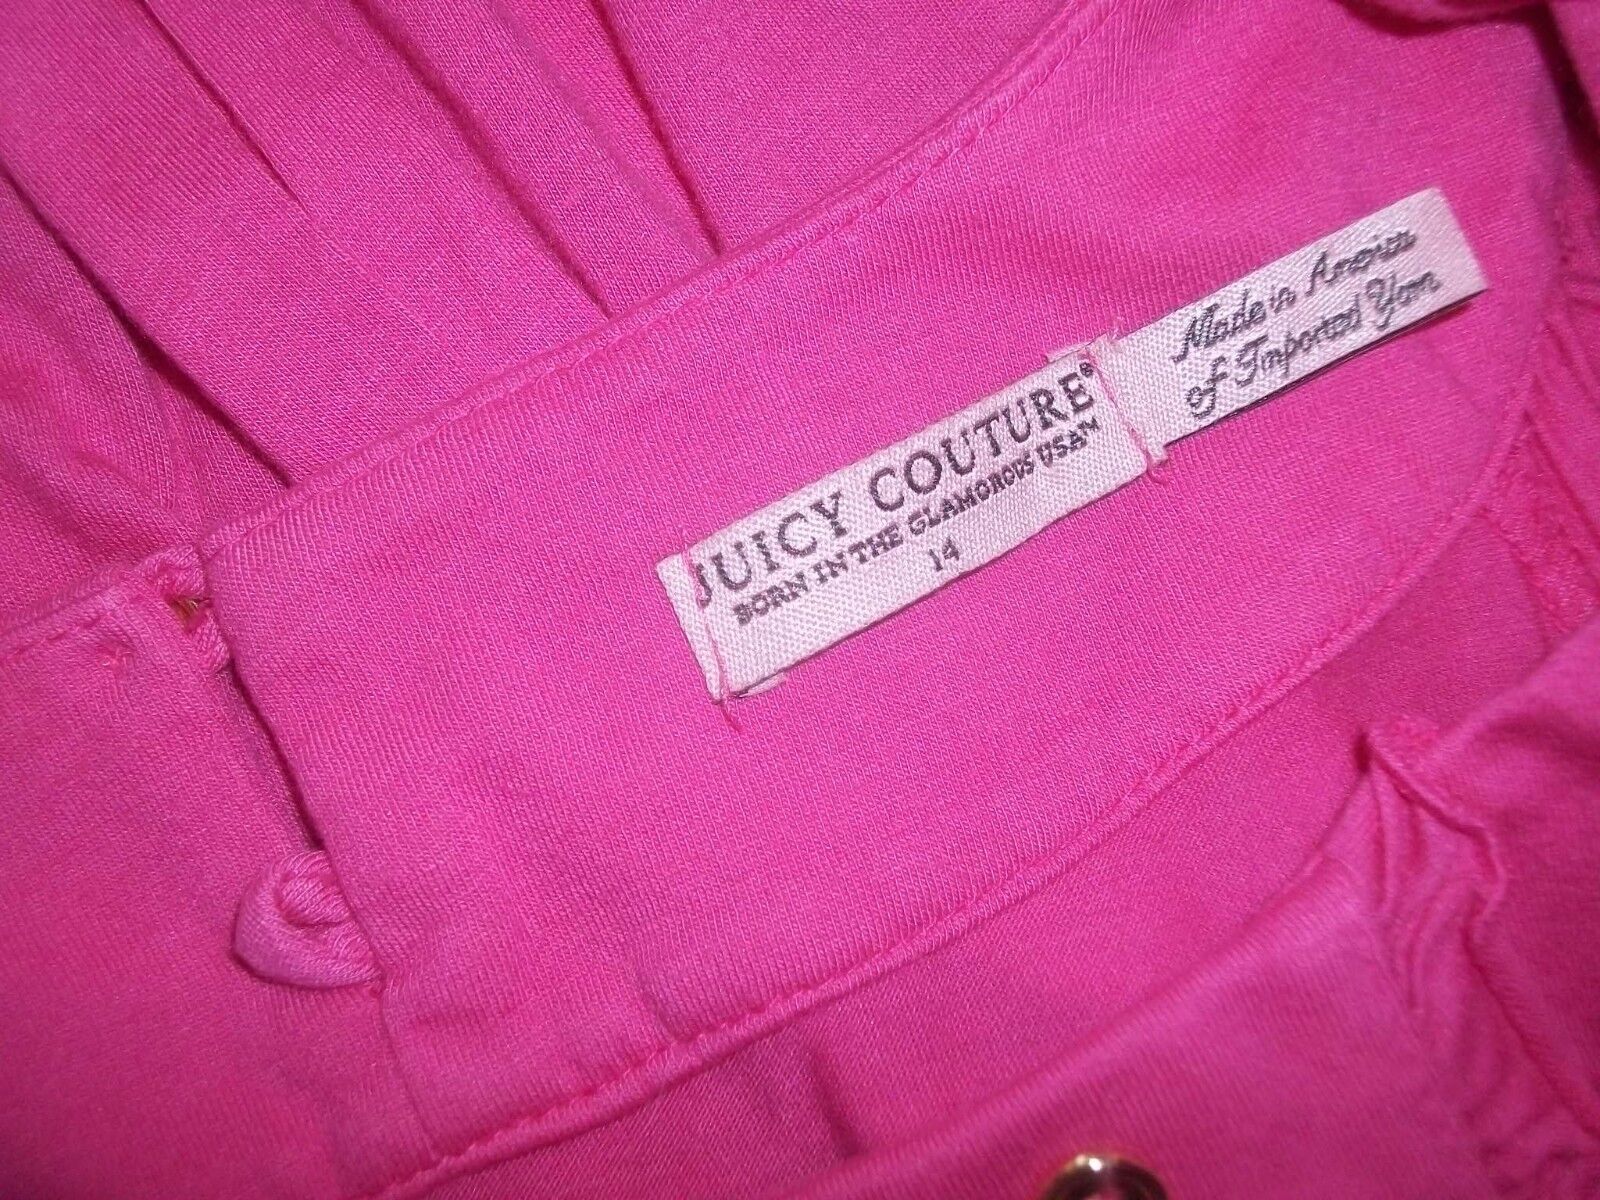 JUICY COUTURE®
BORN IN THE GLAMOROUS USA™
14
Made in America
of Imported Yarn